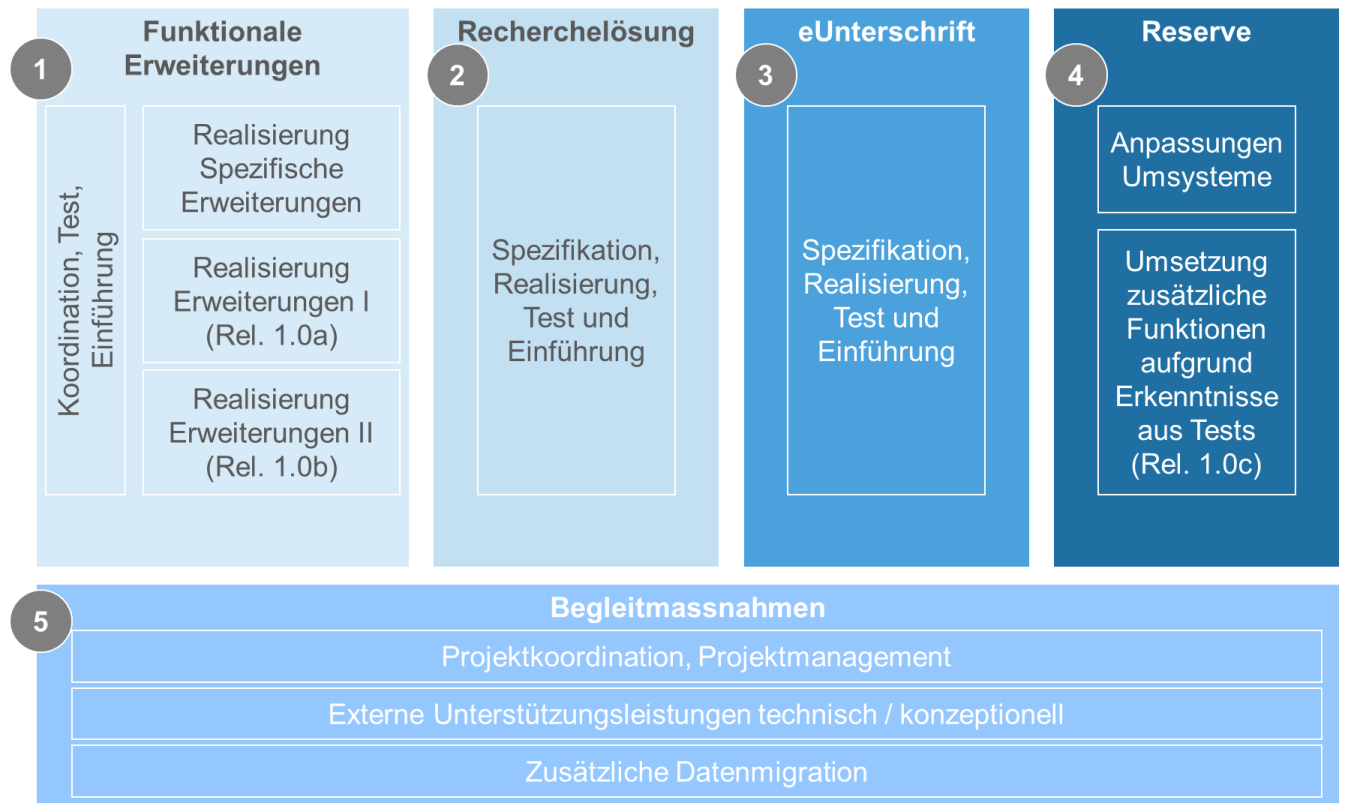 1
Funktionale
Erweiterungen
Koordination, Test,
Einführung
Realisierung
Spezifische
Erweiterungen
Realisierung
Erweiterungen I
(Rel. 1.0a)
Realisierung
Erweiterungen II
(Rel. 1.0b)
2
Recherchelösung
Spezifikation,
Realisierung,
Test und
Einführung
3
eUnterschrift
Spezifikation,
Realisierung,
Test und
Einführung
4
Reserve
Anpassungen
Umsysteme
Umsetzung
zusätzliche
Funktionen
aufgrund
Erkenntnisse
aus Tests
(Rel. 1.0c)
5
Begleitmassnahmen
Projektkoordination, Projektmanagement
Externe Unterstützungsleistungen technisch / konzeptionell
Zusätzliche Datenmigration